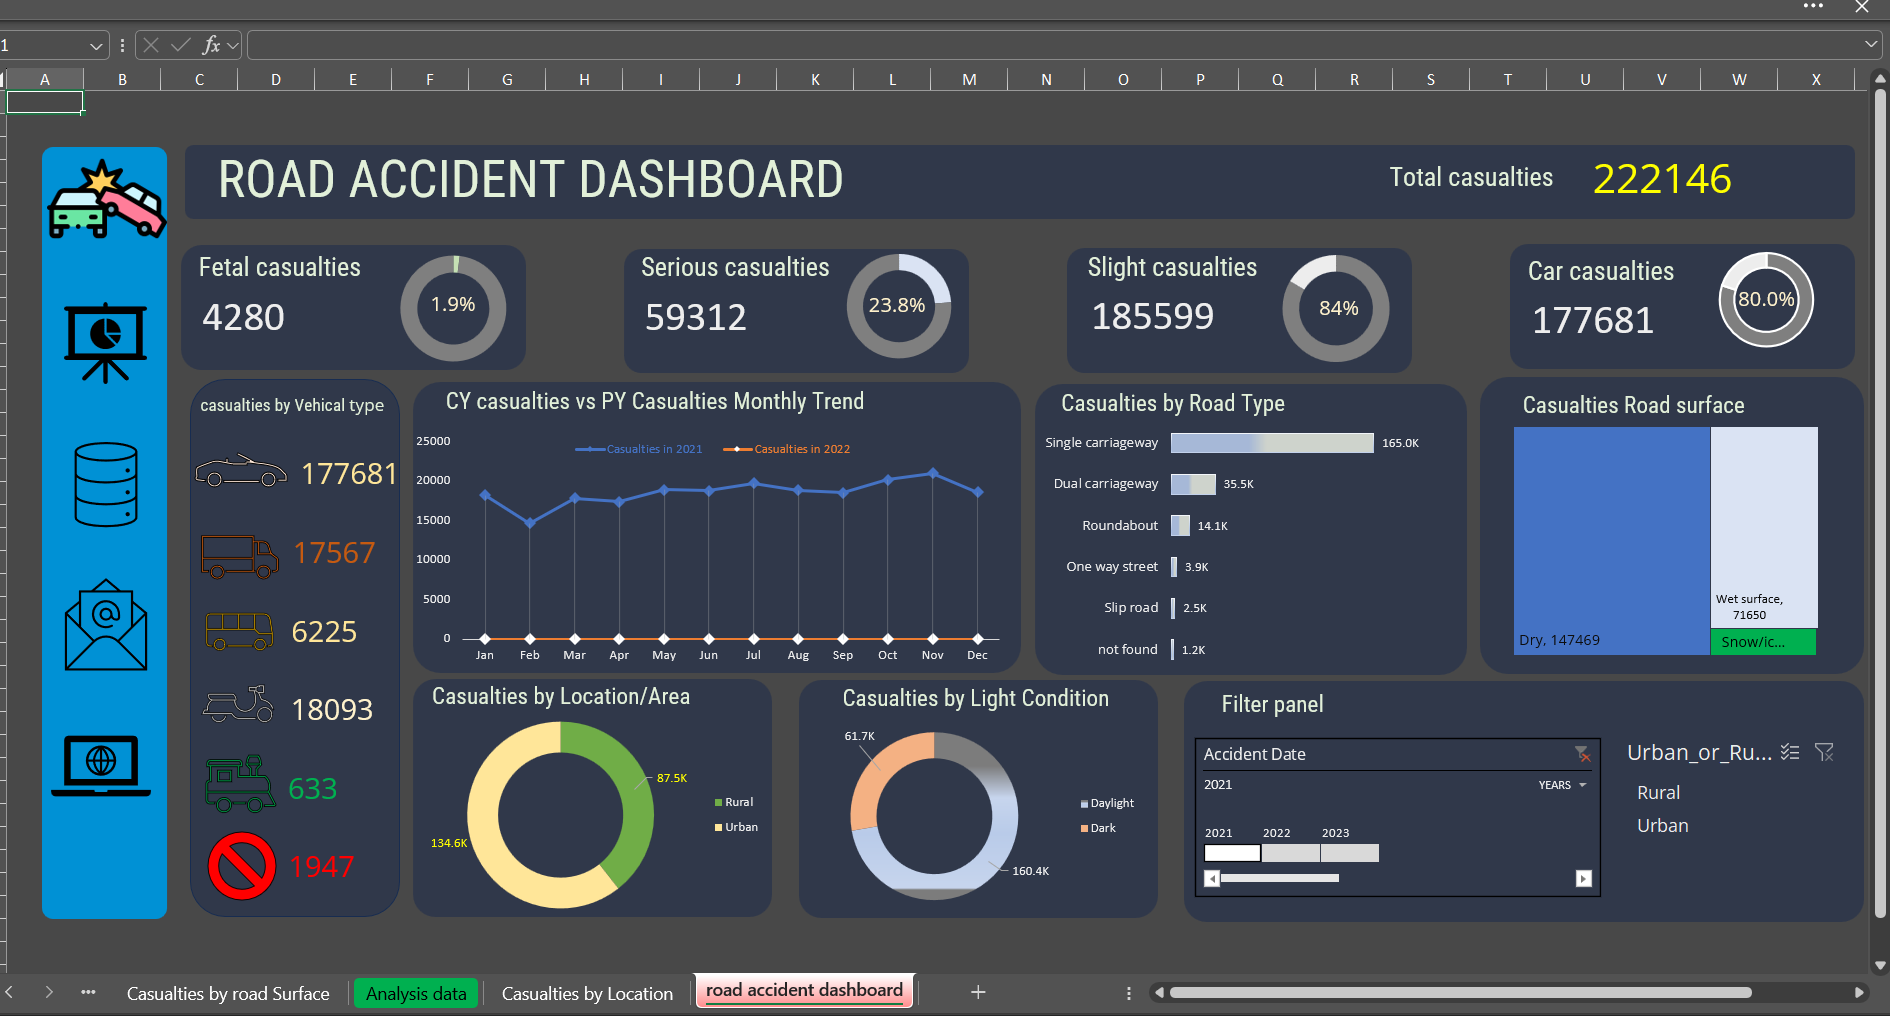 1
fx
A B C D E F G H I J K L M N O P Q R S T U V W X
ROAD ACCIDENT DASHBOARD
Total casualties 222146
Fetal casualties
4280
1.9%
Serious casualties
59312
23.8%
Slight casualties
185599
84%
Car casualties
177681
80.0%
casualties by Vehical type
177681
17567
6225
18093
633
1947
CY casualties vs PY Casualties Monthly Trend
Casualties in 2021 Casualties in 2022
25000
20000
15000
10000
5000
0
Jan Feb Mar Apr May Jun Jul Aug Sep Oct Nov Dec
Casualties by Road Type
Single carriageway 165.0K
Dual carriageway 35.5K
Roundabout 14.1K
One way street 3.9K
Slip road 2.5K
not found 1.2K
Casualties Road surface
Dry, 147469
Wet surface,
71650
Snow/ic...
Casualties by Location/Area
87.5K
134.6K
Rural
Urban
Casualties by Light Condition
61.7K
160.4K
Daylight
Dark
Filter panel
Accident Date
2021 YEARS
2021 2022 2023
Urban_or_Ru...
Rural
Urban
Casualties by road Surface Analysis data Casualties by Location road accident dashboard